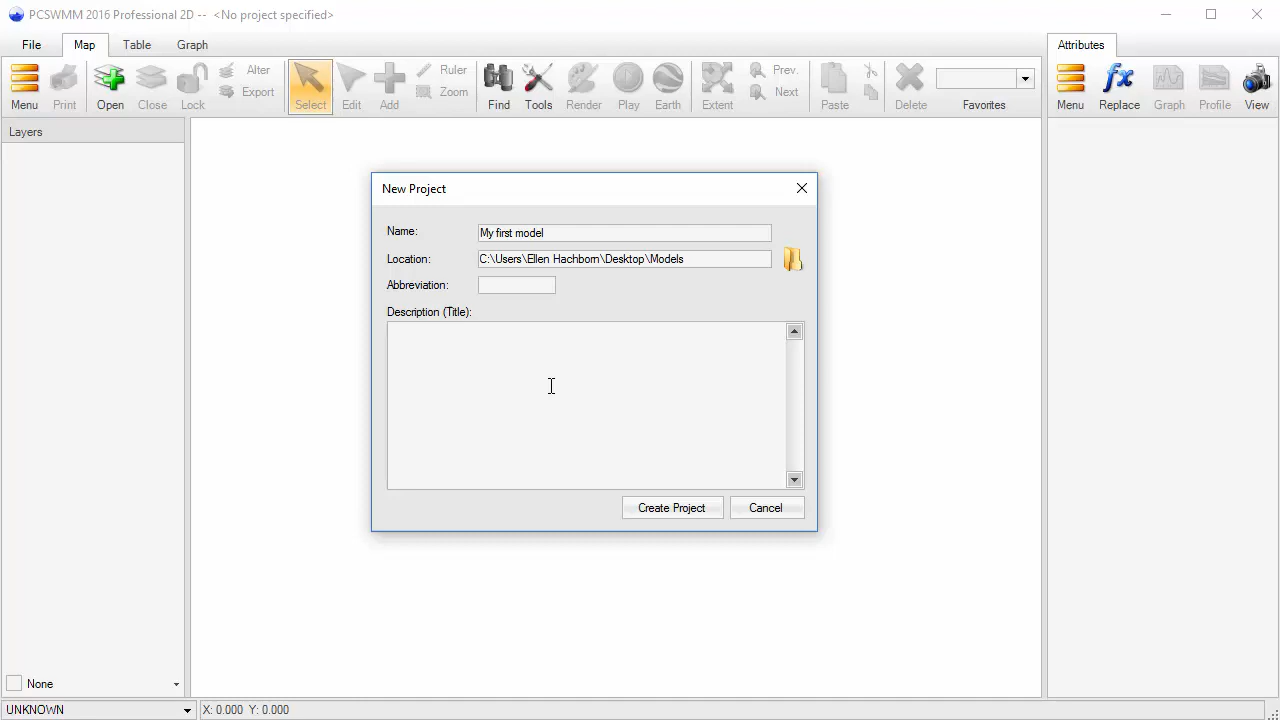 PCSWMM 2016 Professional 2D -- <No project specified>
File Map Table Graph Attributes
Menu Print Open Close Lock Alter Export Select Edit Add Ruler Zoom Find Tools Render Play Earth Extent Prev. Next Paste Delete Favorites Menu Replace Graph Profile View
Layers
New Project
Name: My first model
Location: C:\Users\Ellen Hachborn\Desktop\Models
Abbreviation:
Description (Title):
Create Project Cancel
None
UNKNOWN X: 0.000 Y: 0.000